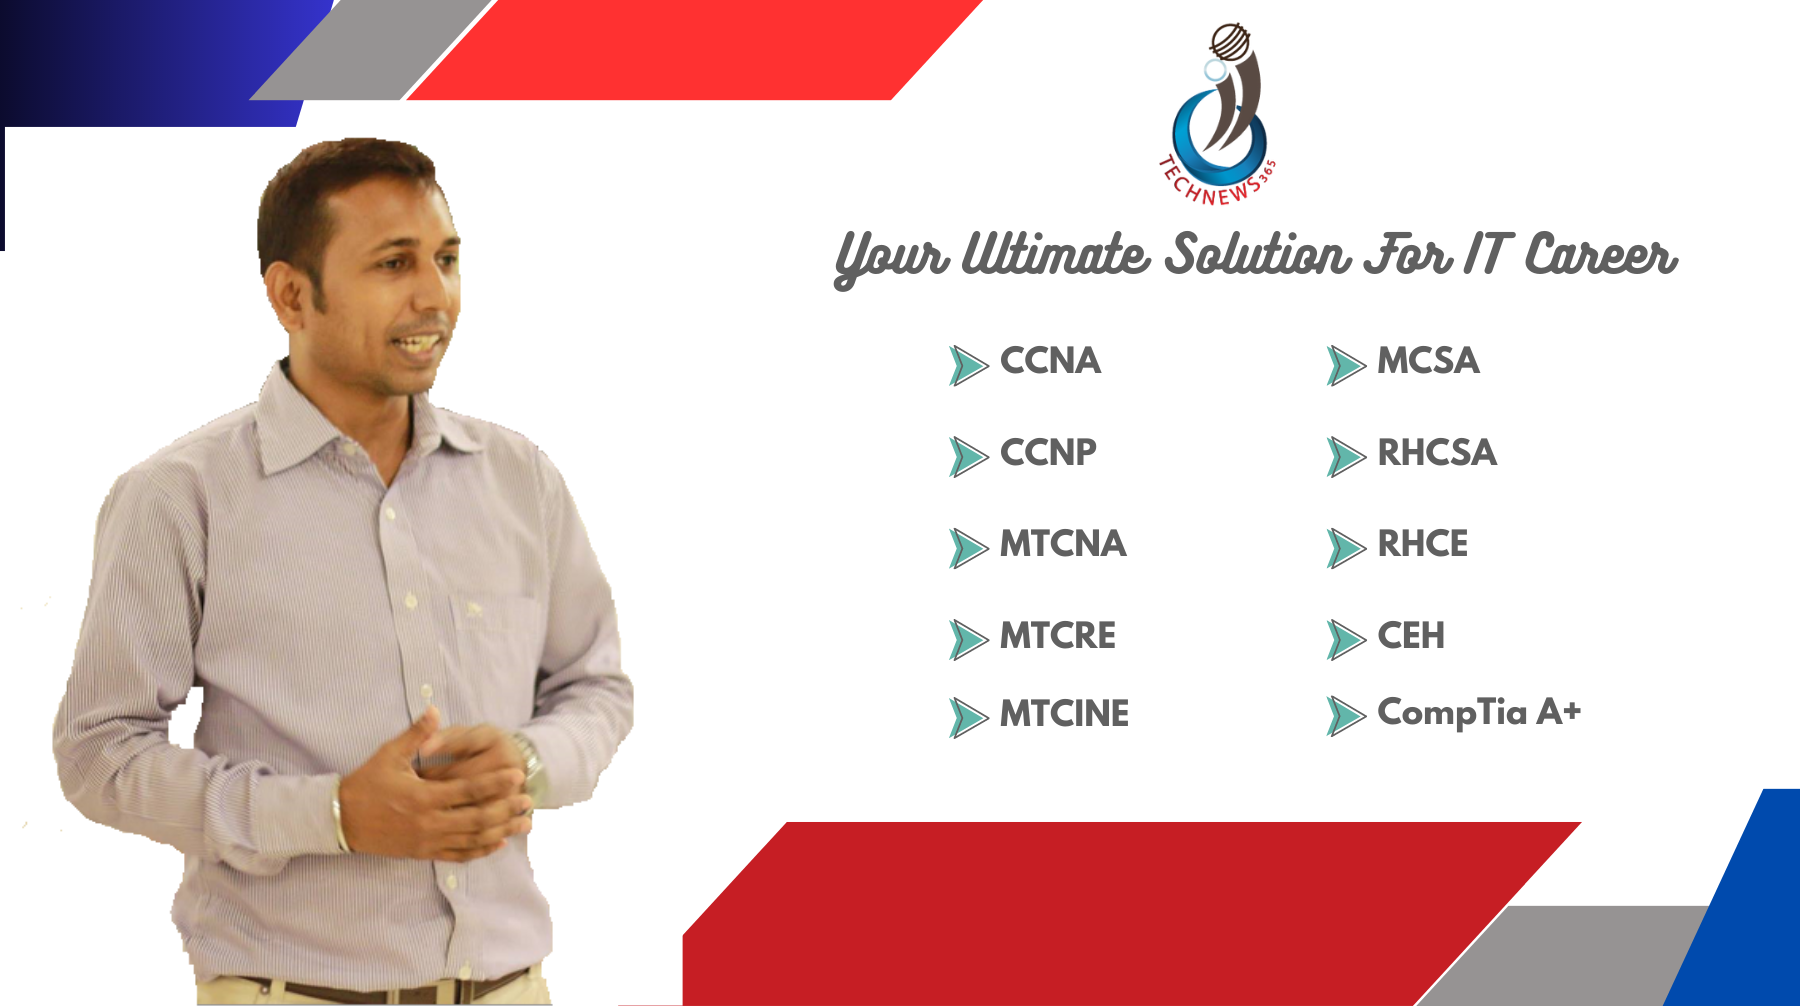 TECHNEWS365
Your Ultimate Solution For IT Career
CCNA
CCNP
MTCNA
MTCRE
MTCINE
MCSA
RHCSA
RHCE
CEH
CompTia A+